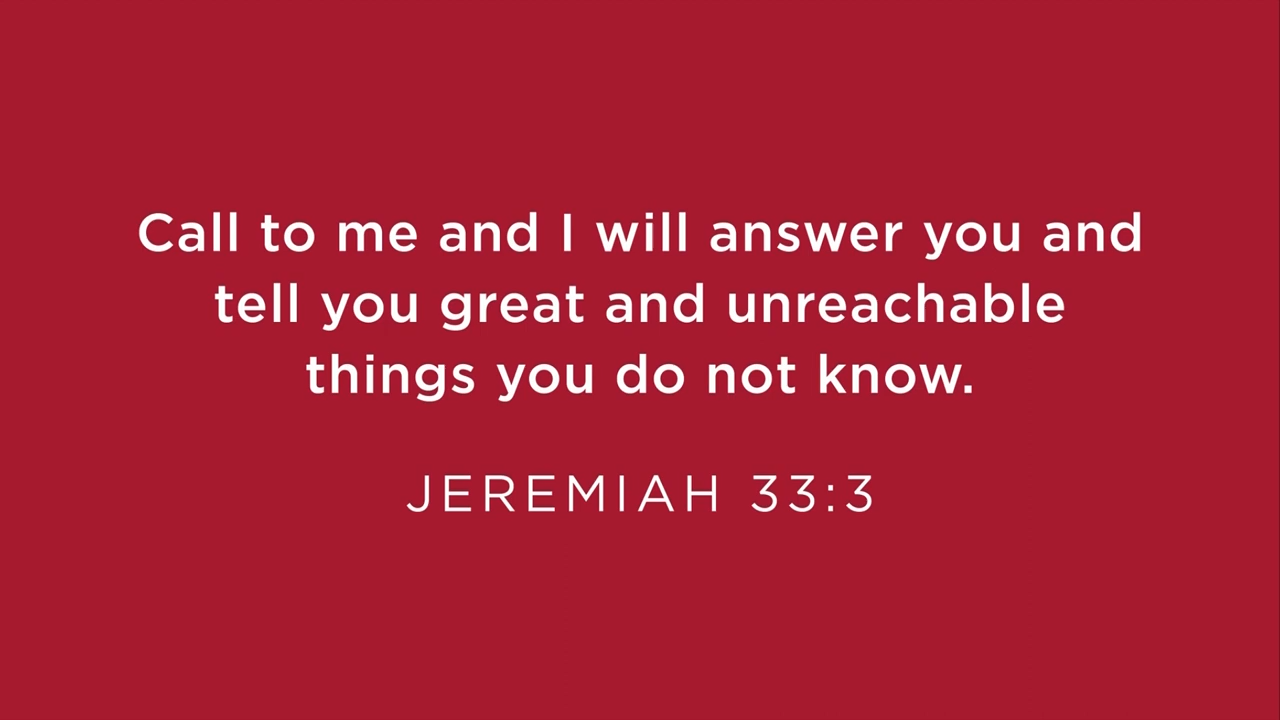 Call to me and I will answer you and
tell you great and unreachable
things you do not know.
JEREMIAH 33:3